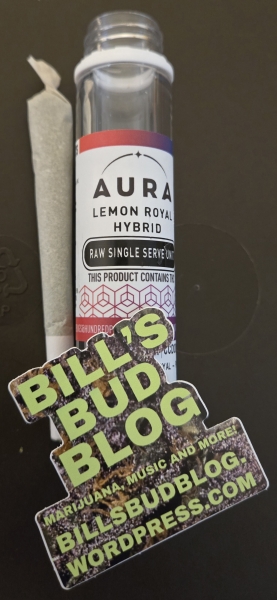 AURA
LEMON ROYAL
HYBRID
RAW SINGLE SERVE UNIT
THIS PRODUCT CONTAINS
BILL'S
BUD
BLOG
MARIJUANA, MUSIC AND MORE!
BILLSBUDBLOG.
WORDPRESS.COM